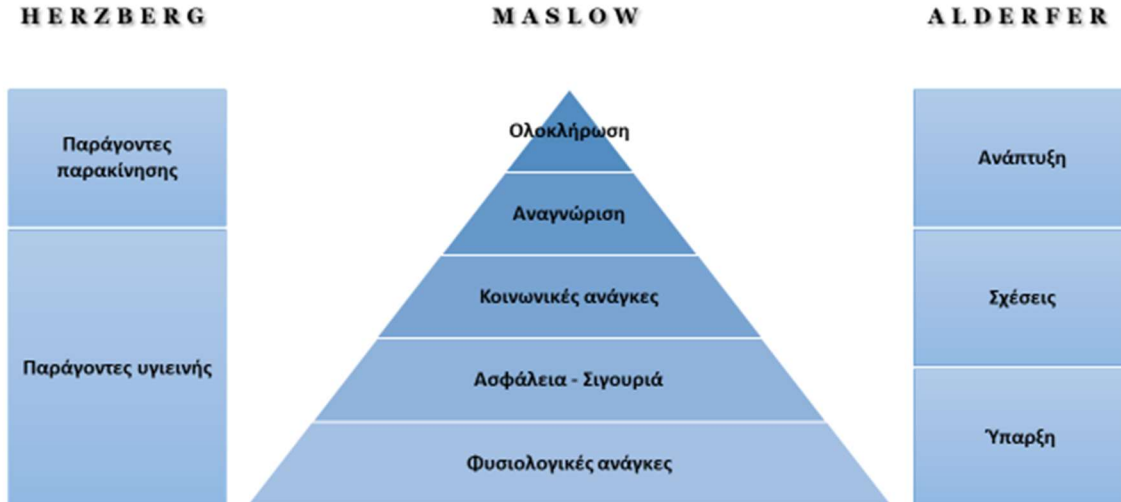 HERZBERG
MASLOW
ALDERFER
Παράγοντες
παρακίνησης
Παράγοντες υγιεινής
Ολοκλήρωση
Αναγνώριση
Κοινωνικές ανάγκες
Ασφάλεια - Σιγουριά
Φυσιολογικές ανάγκες
Ανάπτυξη
Σχέσεις
Ύπαρξη